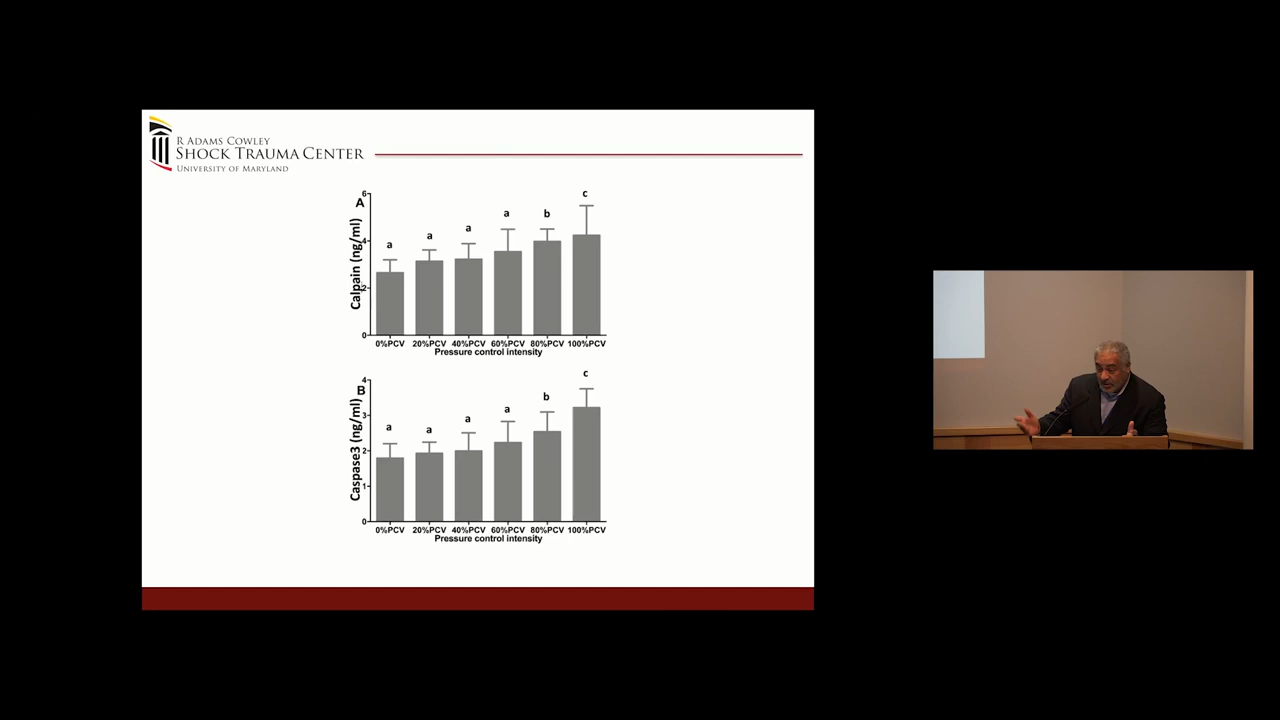 R ADAMS COWLEY
SHOCK TRAUMA CENTER
UNIVERSITY OF MARYLAND
A
Calpain (ng/ml)
6
4
2
0
a
a
a
a
b
c
0%PCV 20%PCV 40%PCV 60%PCV 80%PCV 100%PCV
Pressure control intensity
B
Caspase3 (ng/ml)
4
3
2
1
0
a
a
a
a
b
c
0%PCV 20%PCV 40%PCV 60%PCV 80%PCV 100%PCV
Pressure control intensity